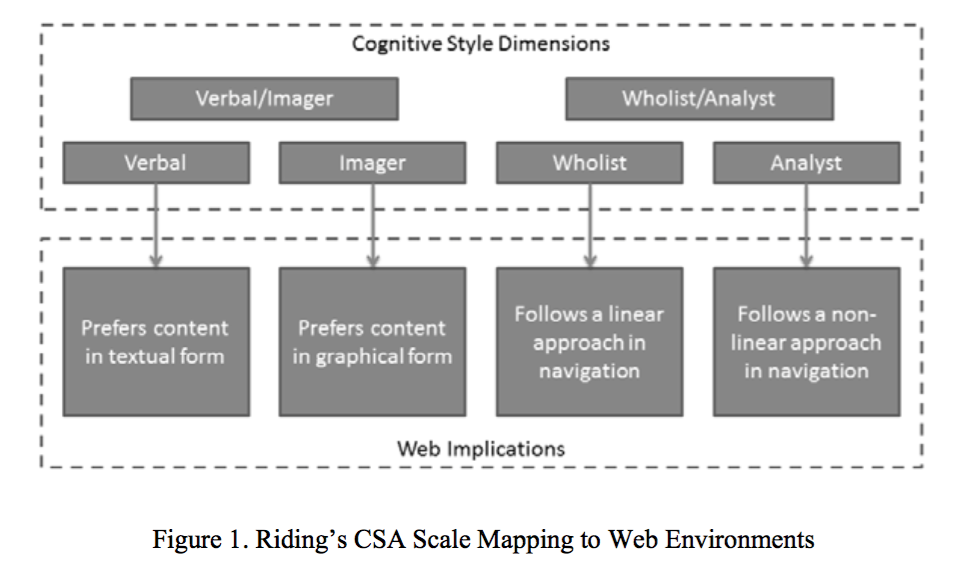 Cognitive Style Dimensions
Verbal/Imager
Wholist/Analyst
Verbal
Imager
Wholist
Analyst
Prefers content
in textual form
Prefers content
in graphical form
Follows a linear
approach in
navigation
Follows a non-
linear approach
in navigation
Web Implications
Figure 1. Riding’s CSA Scale Mapping to Web Environments